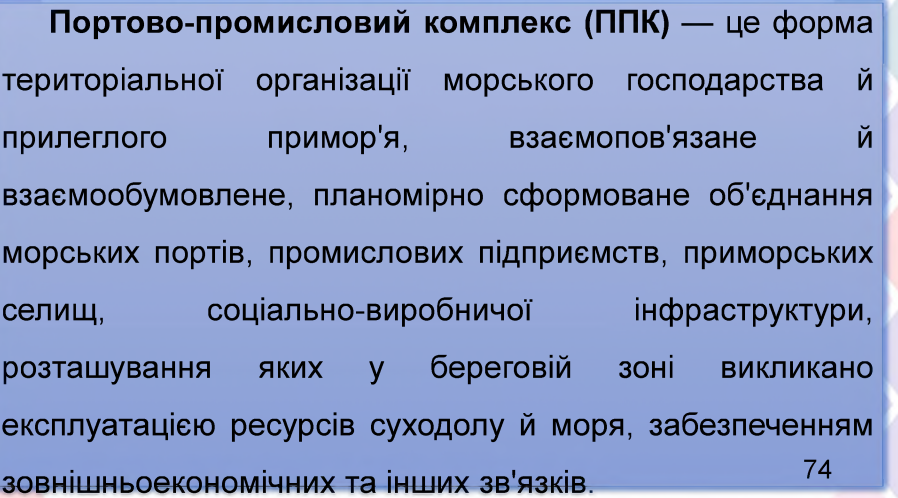 Портово-промисловий комплекс (ППК) — це форма
територіальної організації морського господарства й
прилеглого примор'я, взаємопов'язане й
взаємообумовлене, планомірно сформоване об'єднання
морських портів, промислових підприємств, приморських
селищ, соціально-виробничої інфраструктури,
розташування яких у береговій зоні викликано
експлуатацією ресурсів суходолу й моря, забезпеченням
зовнішньоекономічних та інших зв'язків.
74